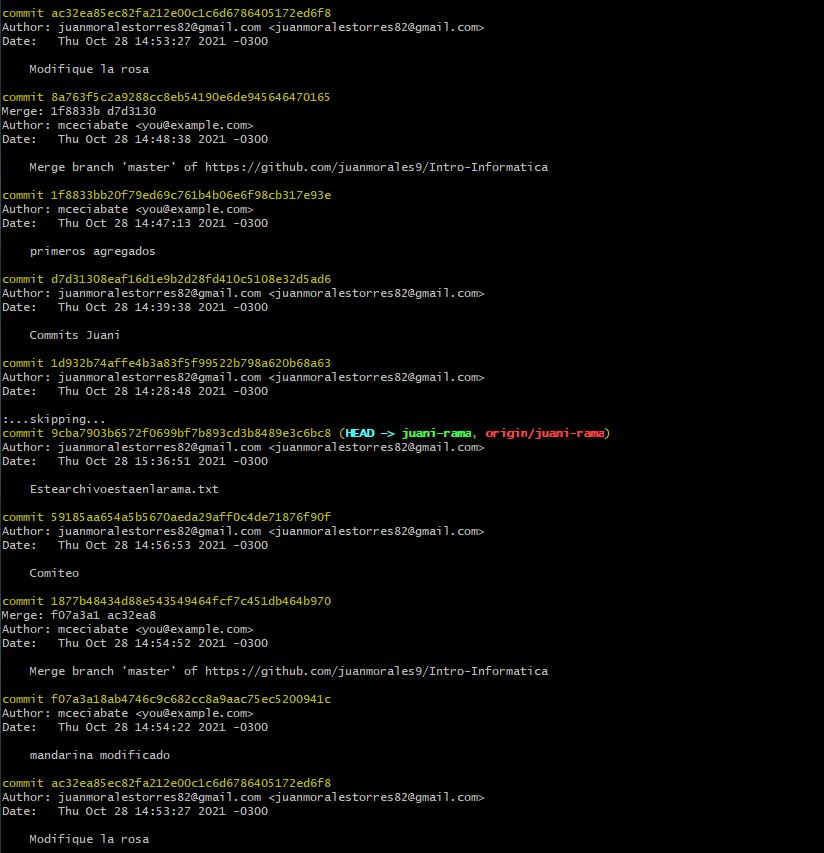 commit ac32ea85ec82fa212e00c1c6d6786405172ed6f8
Author: juanmoralestorres82@gmail.com <juanmoralestorres82@gmail.com>
Date:   Thu Oct 28 14:53:27 2021 -0300
Modifique la rosa
commit 8a763f5c2a9288cc8eb54190e6de945646470165
Merge: 1f8833b d7d3130
Author: mceciabate <you@example.com>
Date:   Thu Oct 28 14:48:38 2021 -0300
Merge branch 'master' of https://github.com/juanmorales9/Intro-Informatica
commit 1f8833bb20f79ed69c761b4b06e6f98cb317e93e
Author: mceciabate <you@example.com>
Date:   Thu Oct 28 14:47:13 2021 -0300
primeros agregados
commit d7d31308eaf16d1e9b2d28fd410c5108e32d5ad6
Author: juanmoralestorres82@gmail.com <juanmoralestorres82@gmail.com>
Date:   Thu Oct 28 14:39:38 2021 -0300
Commits Juani
commit 1d932b74affe4b3a83f5f99522b798a620b68a63
Author: juanmoralestorres82@gmail.com <juanmoralestorres82@gmail.com>
Date:   Thu Oct 28 14:28:48 2021 -0300
:...skipping...
commit 9cba7903b6572f0699bf7b893cd3b8489e3c6bc8 (HEAD -> juani-rama, origin/juani-rama)
Author: juanmoralestorres82@gmail.com <juanmoralestorres82@gmail.com>
Date:   Thu Oct 28 15:36:51 2021 -0300
Estearchivoestaenlarama.txt
commit 59185aa654a5b5670aeda29aff0c4de71876f90f
Author: juanmoralestorres82@gmail.com <juanmoralestorres82@gmail.com>
Date:   Thu Oct 28 14:56:53 2021 -0300
Comiteo
commit 1877b48434d88e543549464fcf7c451db464b970
Merge: f07a3a1 ac32ea8
Author: mceciabate <you@example.com>
Date:   Thu Oct 28 14:54:52 2021 -0300
Merge branch 'master' of https://github.com/juanmorales9/Intro-Informatica
commit f07a3a18ab4746c9c682cc8a9aac75ec5200941c
Author: mceciabate <you@example.com>
Date:   Thu Oct 28 14:54:22 2021 -0300
mandarina modificado
commit ac32ea85ec82fa212e00c1c6d6786405172ed6f8
Author: juanmoralestorres82@gmail.com <juanmoralestorres82@gmail.com>
Date:   Thu Oct 28 14:53:27 2021 -0300
Modifique la rosa